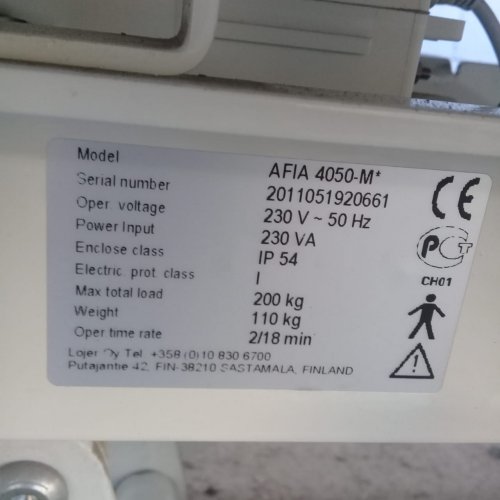 Model AFIA 4050-M*
Serial number 2011051920661
Oper. voltage 230 V ~ 50 Hz
Power Input 230 VA
Enclose class IP 54
Electric prot. class I
Max total load 200 kg
Weight 110 kg
Oper time rate 2/18 min
Lojer Oy Tel. +358 (0)10 830 6700
Putajantie 42, FIN-38210 SASTAMALA, FINLAND
CE
PCT
CH01